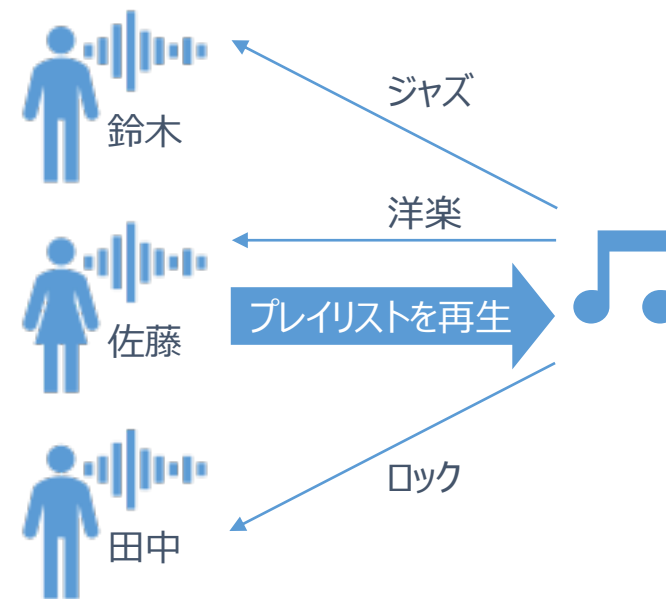 ジャズ
鈴木
洋楽
プレイリストを再生
佐藤
ロック
田中